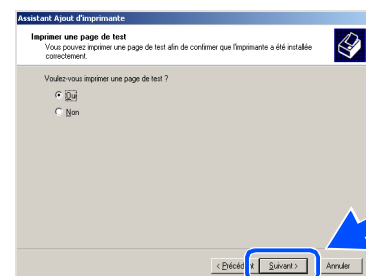 Assistant Ajout d'imprimante
Imprimer une page de test
Vous pouvez imprimer une page de test afin de confirmer que l'imprimante a été installée
correctement.
Voulez-vous imprimer une page de test ?
Oui
Non
< Précédent Suivant > Annuler